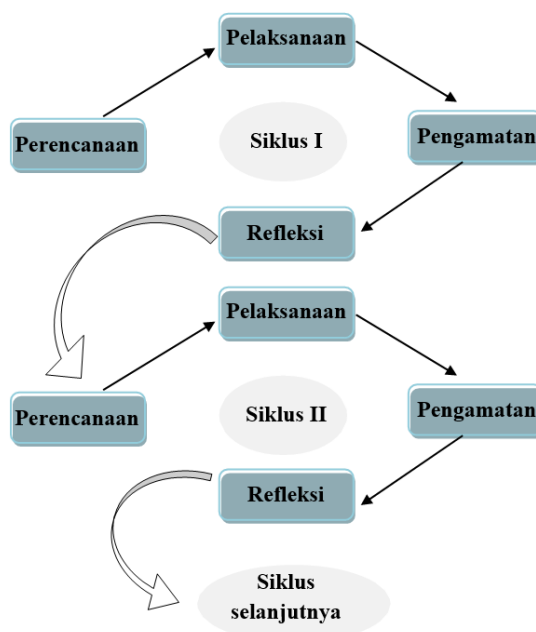 Pelaksanaan
Perencanaan
Siklus I
Pengamatan
Refleksi
Pelaksanaan
Perencanaan
Siklus II
Pengamatan
Refleksi
Siklus
selanjutnya